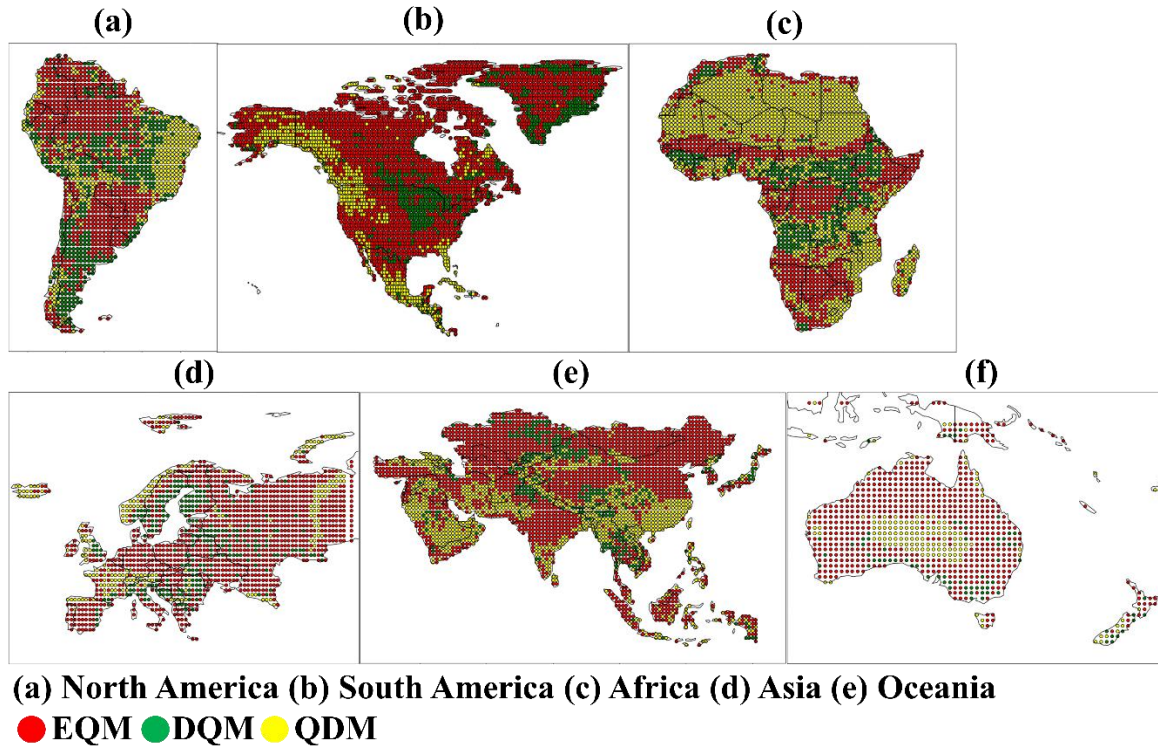 (a) (b) (c)
(d) (e) (f)
(a) North America (b) South America (c) Africa (d) Asia (e) Oceania
EQM DQM QDM